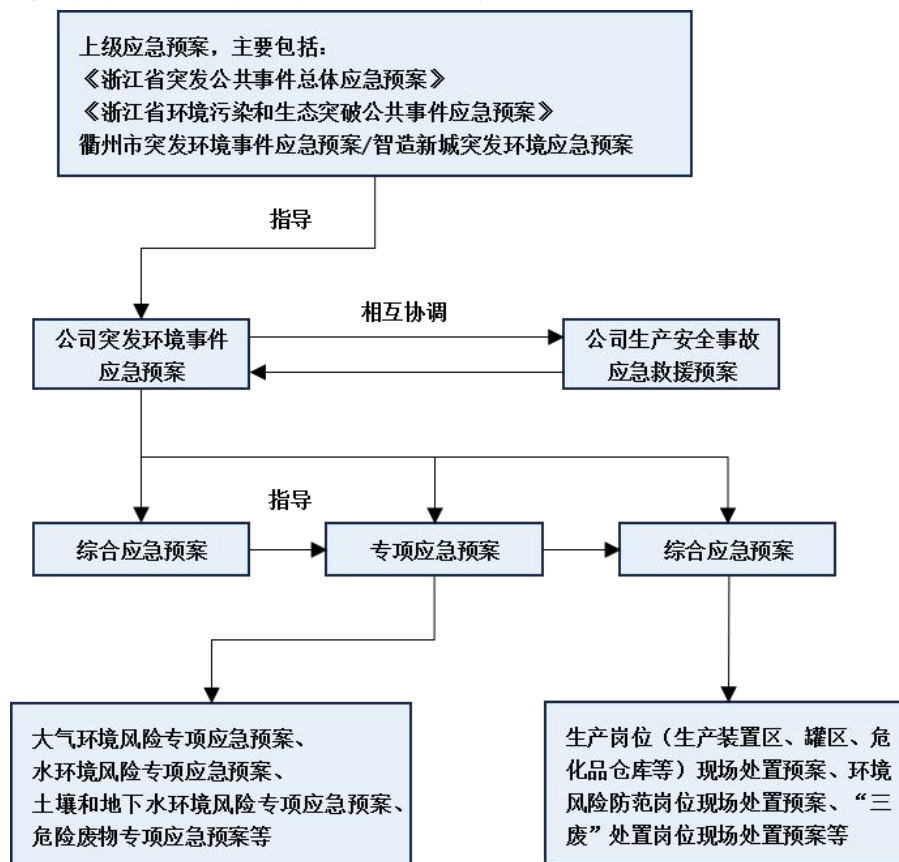 上级应急预案，主要包括：
《浙江省突发公共事件总体应急预案》
《浙江省环境污染和生态突破公共事件应急预案》
衢州市突发环境事件应急预案/智造新城突发环境应急预案
指导
相互协调
公司突发环境事件
应急预案
公司生产安全事故
应急救援预案
指导
综合应急预案
专项应急预案
综合应急预案
大气环境风险专项应急预案、
水环境风险专项应急预案、
土壤和地下水环境风险专项应急预案、
危险废物专项应急预案等
生产岗位（生产装置区、罐区、危
化品仓库等）现场处置预案、环境
风险防范岗位现场处置预案、“三
废”处置岗位现场处置预案等